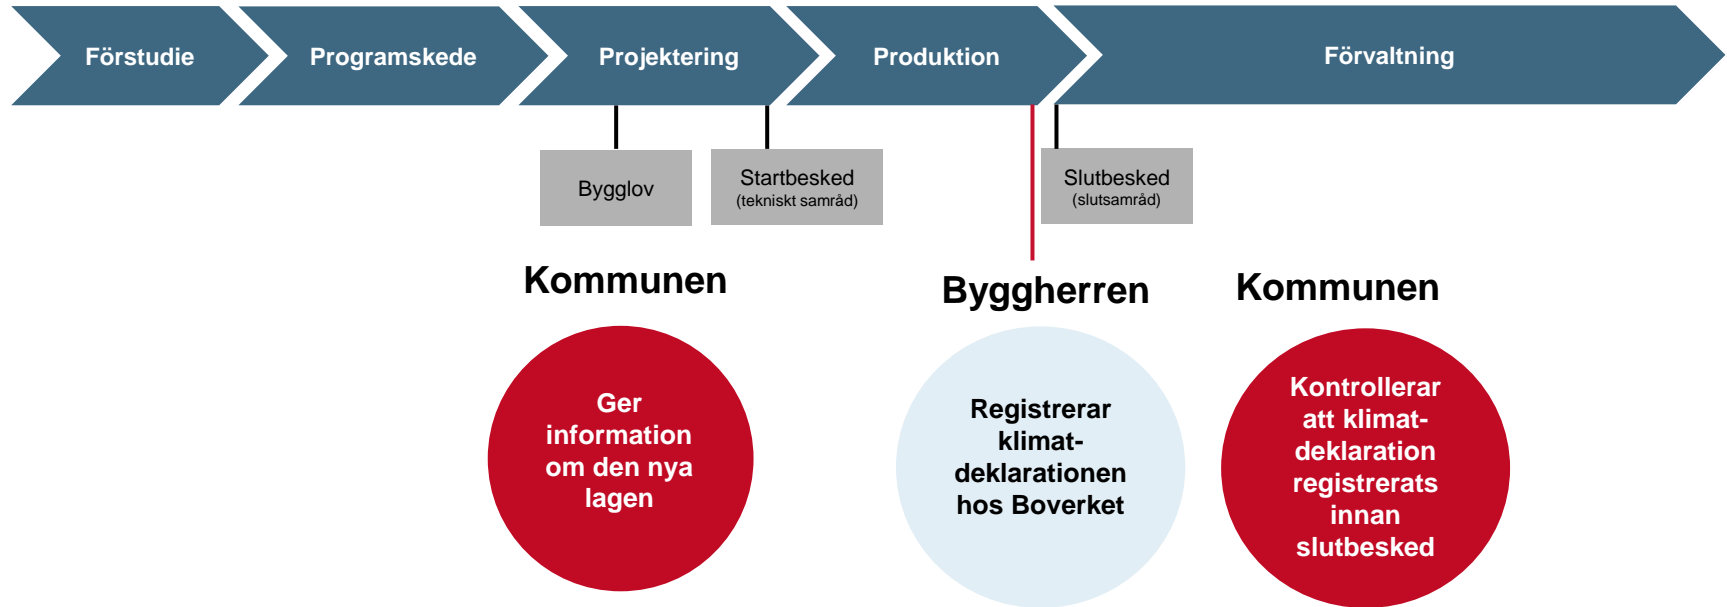 Förstudie
Programskede
Projektering
Produktion
Förvaltning
Bygglov
Startbesked
(tekniskt samråd)
Slutbesked
(slutsamråd)
Kommunen
Ger
information
om den nya
lagen
Byggherren
Registrerar
klimat-
deklarationen
hos Boverket
Kommunen
Kontrollerar
att klimat-
deklaration
registrerats
innan
slutbesked